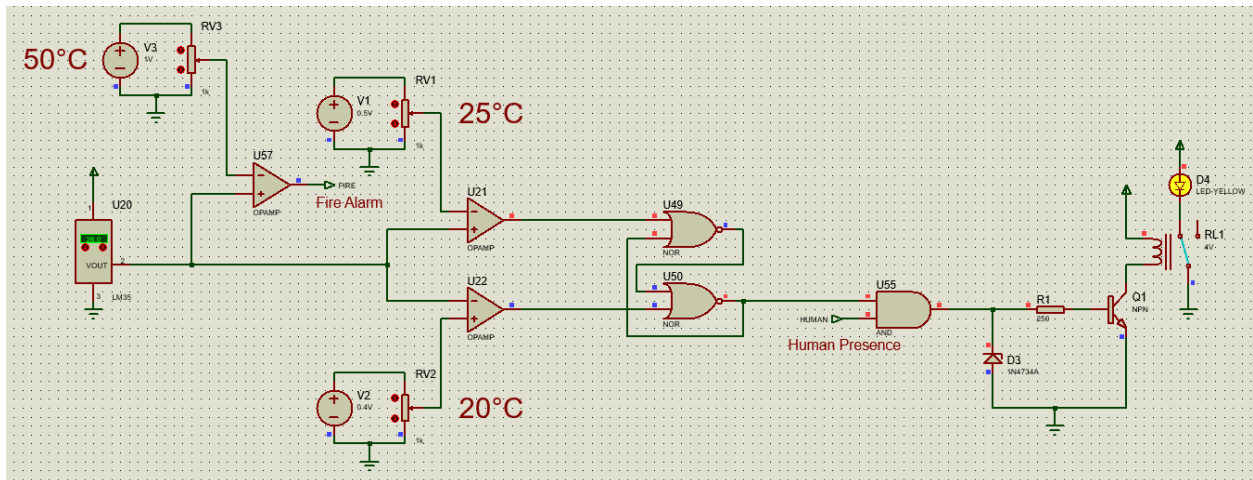 RV3
50°C
V3
1V
1k
RV1
V1
0.5V
25°C
1k
U57
FIRE
Fire Alarm
OPAMP
U20
1
VOUT
2
3
LM35
U21
OPAMP
U49
NOR
U22
OPAMP
U50
NOR
U55
HUMAN
AND
Human Presence
D4
LED-YELLOW
RL1
4V
R1
250
Q1
NPN
D3
1N4734A
RV2
V2
0.4V
20°C
1k